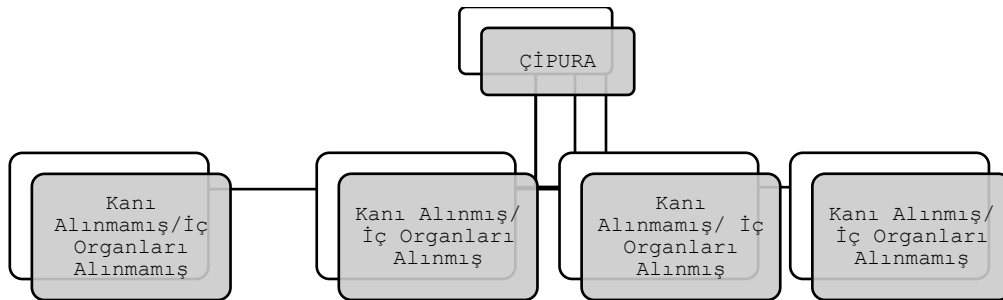 ÇİPURA
Kanı
Alınmamış/İç
Organları
Alınmamış
Kanı Alınmış/
İç Organları
Alınmış
Kanı
Alınmamış/ İç
Organları
Alınmış
Kanı Alınmış/
İç Organları
Alınmamış